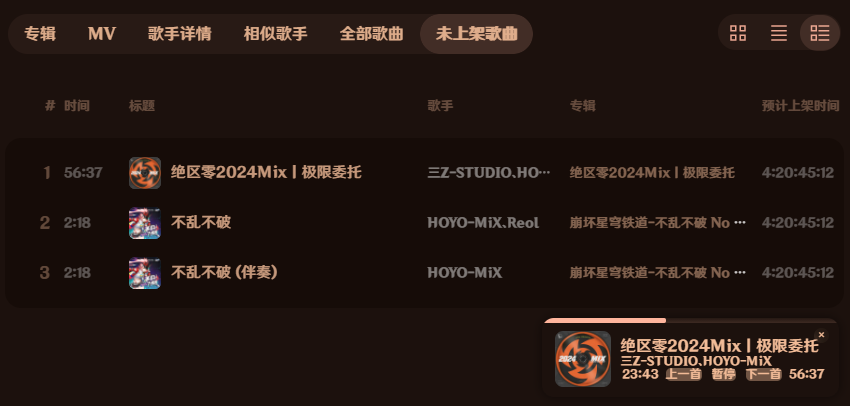 专辑 MV 歌手详情 相似歌手 全部歌曲 未上架歌曲
# 时间 标题 歌手 专辑 预计上架时间
1 56:37 绝区零2024Mix丨极限委托 三Z-STUDIO、HO··· 绝区零2024Mix丨极限委托 4:20:45:12
2 2:18 不乱不破 HOYO-MiX、Reol 崩坏星穹铁道-不乱不破 No ··· 4:20:45:12
3 2:18 不乱不破 (伴奏) HOYO-MiX 崩坏星穹铁道-不乱不破 No ··· 4:20:45:12
×
2024 MIX
绝区零2024Mix丨极限委托
三Z-STUDIO、HOYO-MiX
23:43 上一首 暂停 下一首 56:37